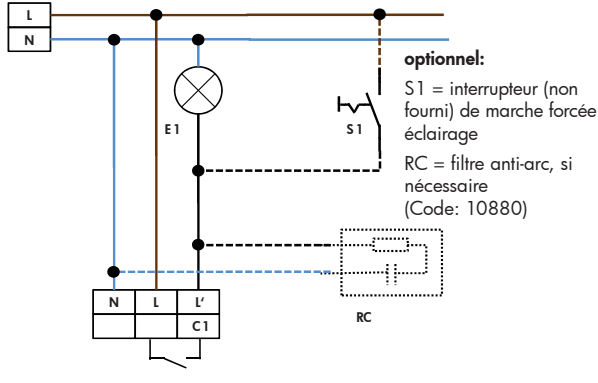 L
N
optionnel:
S1 = interrupteur (non
fourni) de marche forcée
éclairage
RC = filtre anti-arc, si
nécessaire
(Code: 10880)
E1
S1
N L L'
C1
RC